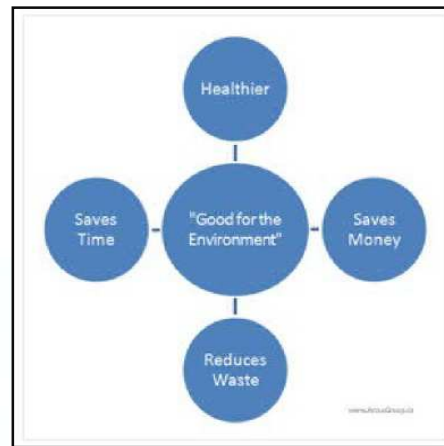 Healthier
Saves
Time
"Good for the
Environment"
Saves
Money
Reduces
Waste